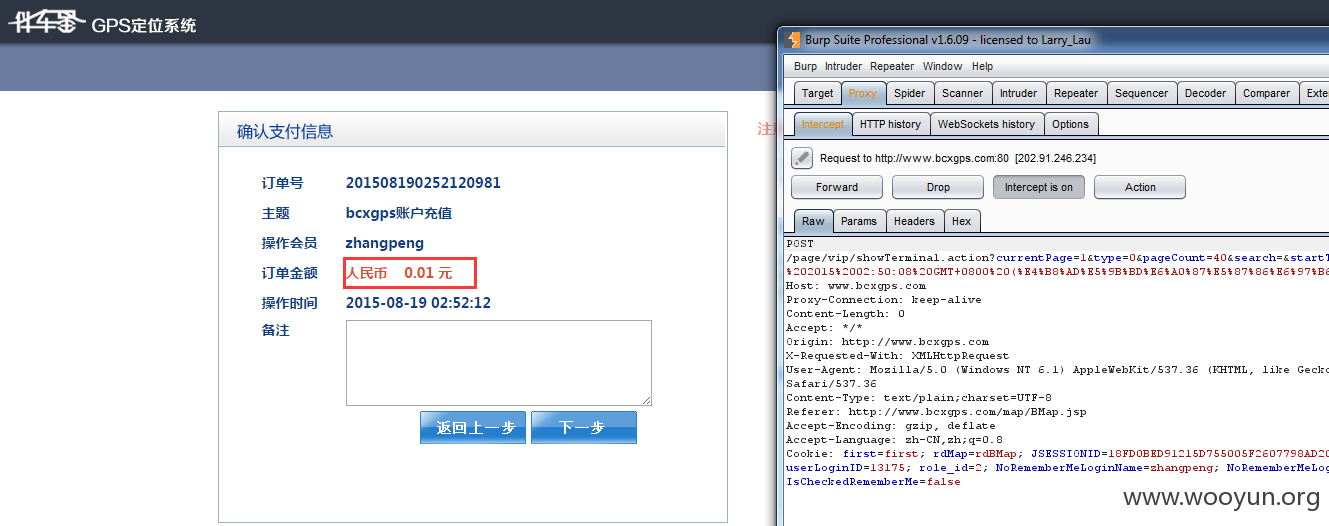 伴车星 GPS定位系统
确认支付信息
订单号 201508190252120981
主题 bcxgps账户充值
操作会员 zhangpeng
订单金额 人民币 0.01 元
操作时间 2015-08-19 02:52:12
备注
返回上一步 下一步
Burp Suite Professional v1.6.09 - licensed to Larry_Lau
Burp Intruder Repeater Window Help
Target Proxy Spider Scanner Intruder Repeater Sequencer Decoder Comparer Exte
Intercept HTTP history WebSockets history Options
Request to http://www.bcxgps.com:80 [202.91.246.234]
Forward Drop Intercept is on Action
Raw Params Headers Hex
POST
/page/vip/showTerminal.action?currentPage=1&type=0&pageCount=40&search=&startT
%202015%2002:50:08%20GMT+0800%20(%E4%B8%AD%E5%9B%BD%E6%A0%87%E5%87%86%E6%97%B6
Host: www.bcxgps.com
Proxy-Connection: keep-alive
Content-Length: 0
Accept: */*
Origin: http://www.bcxgps.com
X-Requested-With: XMLHttpRequest
User-Agent: Mozilla/5.0 (Windows NT 6.1) AppleWebKit/537.36 (KHTML, like Gecko
Safari/537.36
Content-Type: text/plain;charset=UTF-8
Referer: http://www.bcxgps.com/map/BMap.jsp
Accept-Encoding: gzip, deflate
Accept-Language: zh-CN,zh;q=0.8
Cookie: first=first; rdMap=rdBMap; JSESSIONID=18FD0BED91215D755005F2607798AD20
userLoginID=13175; role_id=2; NoRememberMeLoginName=zhangpeng; NoRememberMeLog
IsCheckedRememberMe=false
www.wooyun.org